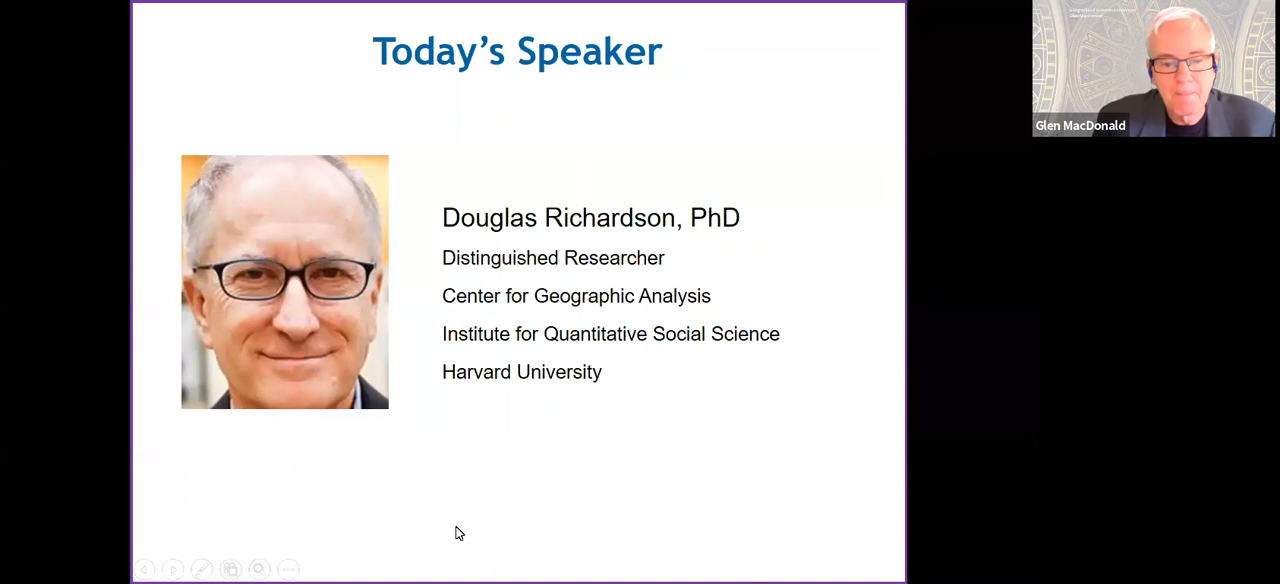 Today's Speaker
Douglas Richardson, PhD
Distinguished Researcher
Center for Geographic Analysis
Institute for Quantitative Social Science
Harvard University
Glen MacDonald